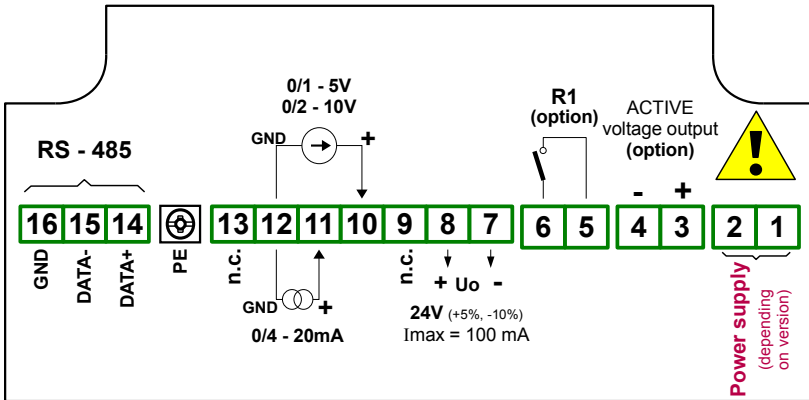 0/1 - 5V
0/2 - 10V
GND
+
RS - 485
R1
(option)
ACTIVE
voltage output
(option)
- +
16 15 14 13 12 11 10 9 8 7 6 5 4 3 2 1
GND
DATA-
DATA+
PE
n.c.
GND
+
0/4 - 20mA
n.c.
+ Uo -
24V (+5%, -10%)
Imax = 100 mA
Power supply
(depending
on version)